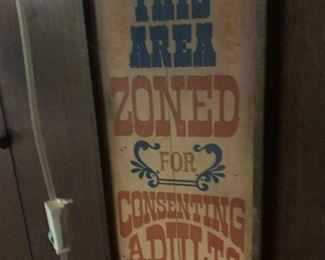 THIS
AREA
ZONED
FOR
CONSENTING
ADULTS